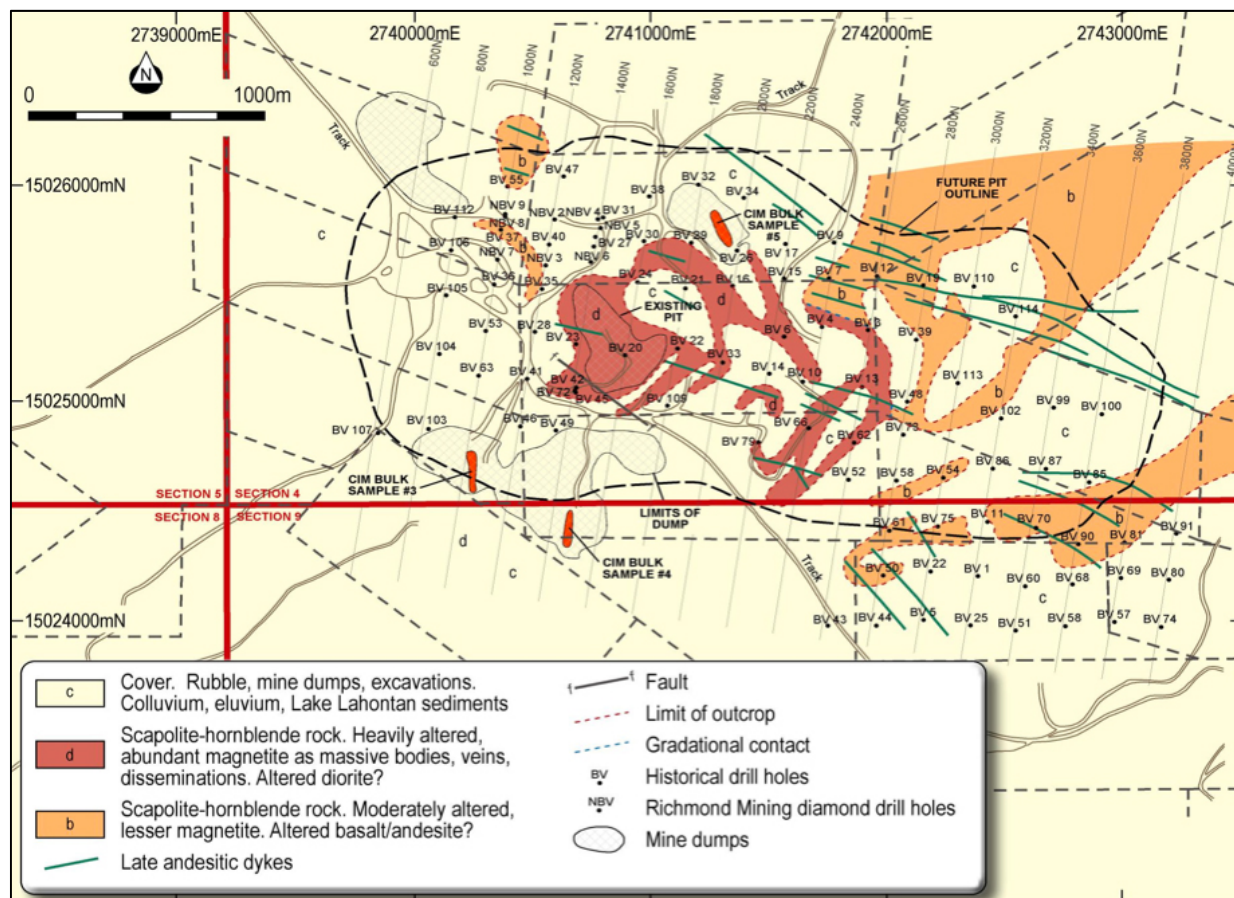 2739000mE
2740000mE
2741000mE
2742000mE
2743000mE
N
0
1000m
600N
800N
1000N
1200N
1400N
1600N
1800N
2000N
2200N
2400N
2600N
2800N
3000N
3200N
3400N
3600N
3800N
Track
Track
15026000mN
b
BV 55
BV 47
BV 38
BV 32
c
BV 34
FUTURE PIT
OUTLINE
b
BV 112
NBV 9
NBV 2
NBV 4
BV 31
NBV 8
NBV 5
CIM BULK
SAMPLE #5
c
BV 106
BV 37
b
BV 40
BV 27
BV 30
BV 39
BV 26
BV 17
BV 9
NBV 7
NBV 3
NBV 6
BV 105
BV 36
BV 35
BV 24
c
BV 21
BV 16
d
BV 15
BV 7
b
BV 12
BV 19
BV 110
c
EXISTING
PIT
BV 114
BV 53
BV 28
d
BV 23
BV 6
BV 4
BV 3
BV 39
BV 104
BV 20
BV 22
BV 33
BV 63
BV 41
BV 42
BV 72
BV 45
BV 14
BV 10
BV 13
BV 113
15025000mN
BV 109
d
BV 48
b
BV 102
BV 99
BV 100
BV 107
BV 103
BV 46
BV 49
BV 79
BV 66
c
BV 62
BV 73
c
CIM BULK
SAMPLE #3
BV 52
BV 58
BV 54
BV 86
BV 87
BV 85
SECTION 5
SECTION 4
LIMITS OF
DUMP
b
SECTION 8
SECTION 9
BV 61
BV 75
BV 11
BV 70
BV 90
b
BV 81
BV 91
d
c
CIM BULK
SAMPLE #4
Track
BV 50
BV 22
BV 1
BV 60
BV 68
BV 69
BV 80
c
15024000mN
BV 43
BV 44
BV 5
BV 25
BV 51
BV 58
BV 57
BV 74
c
Cover. Rubble, mine dumps, excavations.
Colluvium, eluvium, Lake Lahontan sediments
d
Scapolite-hornblende rock. Heavily altered,
abundant magnetite as massive bodies, veins,
disseminations. Altered diorite?
b
Scapolite-hornblende rock. Moderately altered,
lesser magnetite. Altered basalt/andesite?
Late andesitic dykes
Fault
Limit of outcrop
Gradational contact
BV
Historical drill holes
NBV
Richmond Mining diamond drill holes
Mine dumps